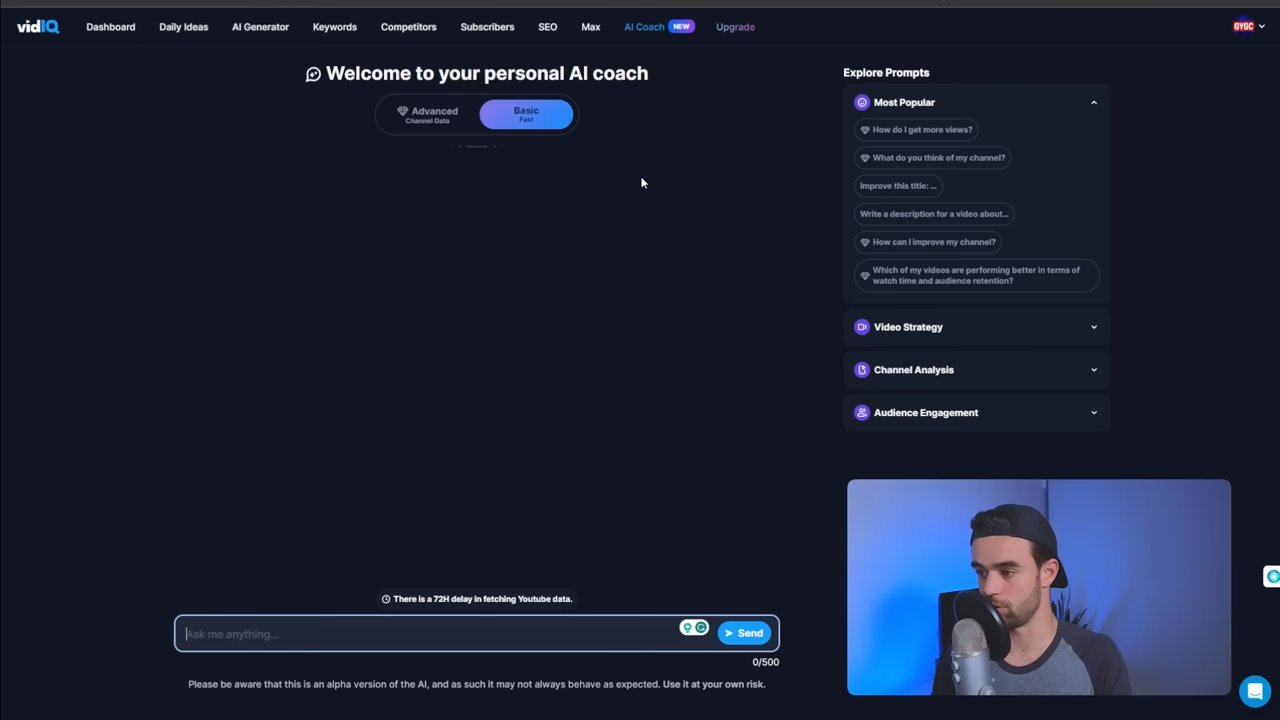 vidIQ Dashboard Daily Ideas AI Generator Keywords Competitors Subscribers SEO Max AI Coach NEW Upgrade GYGC
Welcome to your personal AI coach
Advanced
Channel Data
Basic
Fast
Explore Prompts
Most Popular
How do I get more views?
What do you think of my channel?
Improve this title: ...
Write a description for a video about...
How can I improve my channel?
Which of my videos are performing better in terms of
watch time and audience retention?
Video Strategy
Channel Analysis
Audience Engagement
There is a 72H delay in fetching Youtube data.
Ask me anything...
Send
0/500
Please be aware that this is an alpha version of the AI, and as such it may not always behave as expected. Use it at your own risk.